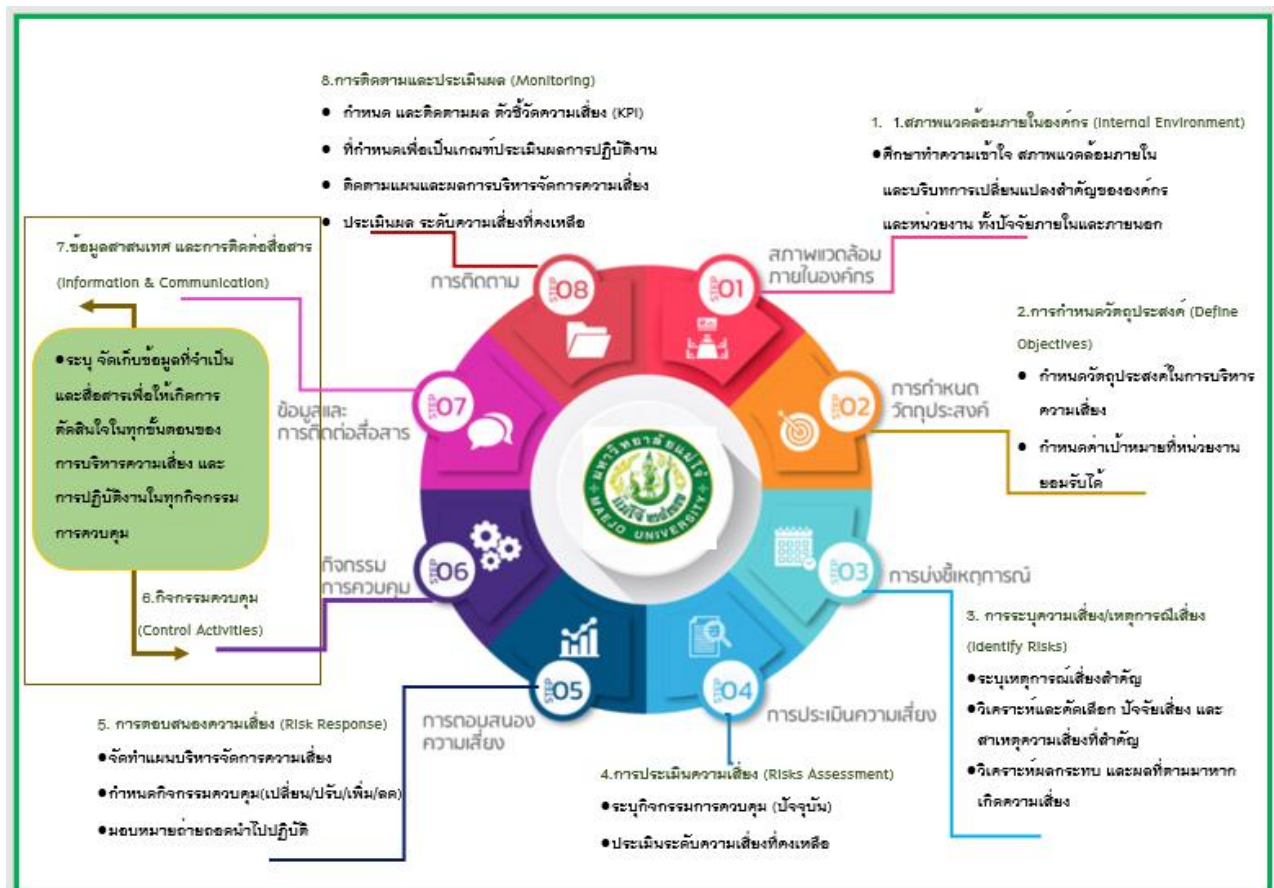 8.การติดตามและประเมินผล (Monitoring)
● กำหนด และติดตามผล ตัวชี้วัดความเสี่ยง (KPI)
● ที่กำหนดเพื่อเป็นเกณฑ์ประเมินผลการปฏิบัติงาน
● ติดตามแผนและผลการบริหารจัดการความเสี่ยง
● ประเมินผล ระดับความเสี่ยงที่คงเหลือ
1. 1.สภาพแวดล้อมภายในองค์กร (Internal Environment)
●ศึกษาทำความเข้าใจ สภาพแวดล้อมภายใน
และบริบทการเปลี่ยนแปลงสำคัญขององค์กร
และหน่วยงาน ทั้งปัจจัยภายในและภายนอก
7.ข้อมูลสาสนเทศ และการติดต่อสื่อสาร
(Information & Communication)
●ระบุ จัดเก็บข้อมูลที่จำเป็น
และสื่อสารเพื่อให้เกิดการ
ตัดสินใจในทุกขั้นตอนของ
การบริหารความเสี่ยง และ
การปฏิบัติงานในทุกกิจกรรม
การควบคุม
6.กิจกรรมควบคุม
(Control Activities)
การติดตาม
STEP 08
สภาพแวดล้อม
ภายในองค์กร
STEP 01
2.การกำหนดวัตถุประสงค์ (Define
Objectives)
● กำหนดวัตถุประสงค์ในการบริหาร
ความเสี่ยง
● กำหนดค่าเป้าหมายที่หน่วยงาน
ยอมรับได้
STEP 02
การกำหนด
วัตถุประสงค์
STEP 07
ข้อมูลและ
การติดต่อสื่อสาร
มหาวิทยาลัยแม่โจ้
แม่โจ้ ๒๔๗๗
MAEJO UNIVERSITY
STEP 06
กิจกรรม
การควบคุม
STEP 03
การบ่งชี้เหตุการณ์
3. การระบุความเสี่ยง/เหตุการณ์เสี่ยง
(Identify Risks)
●ระบุเหตุการณ์เสี่ยงสำคัญ
●วิเคราะห์และคัดเลือก ปัจจัยเสี่ยง และ
สาเหตุความเสี่ยงที่สำคัญ
●วิเคราะห์ผลกระทบ และผลที่ตามมาหาก
เกิดความเสี่ยง
STEP 05
การตอบสนอง
ความเสี่ยง
STEP 04
การประเมินความเสี่ยง
5. การตอบสนองความเสี่ยง (Risk Response)
●จัดทำแผนบริหารจัดการความเสี่ยง
●กำหนดกิจกรรมควบคุม(เปลี่ยน/ปรับ/เพิ่ม/ลด)
●มอบหมายถ่ายถอดนำไปปฏิบัติ
4.การประเมินความเสี่ยง (Risks Assessment)
●ระบุกิจกรรมการควบคุม (ปัจจุบัน)
●ประเมินระดับความเสี่ยงที่คงเหลือ